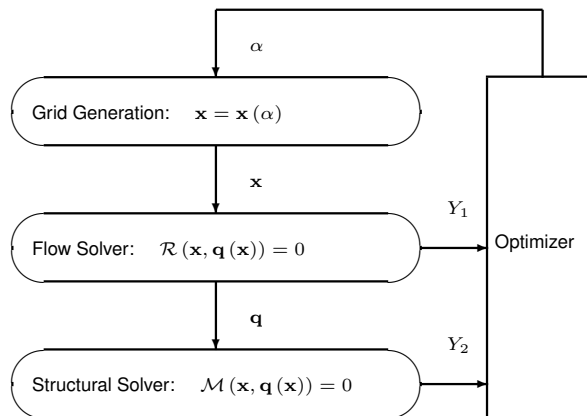 α
Grid Generation: x = x (α)
x
Flow Solver: ℛ (x, q (x)) = 0
Y₁
Optimizer
q
Structural Solver: ℳ (x, q (x)) = 0
Y₂